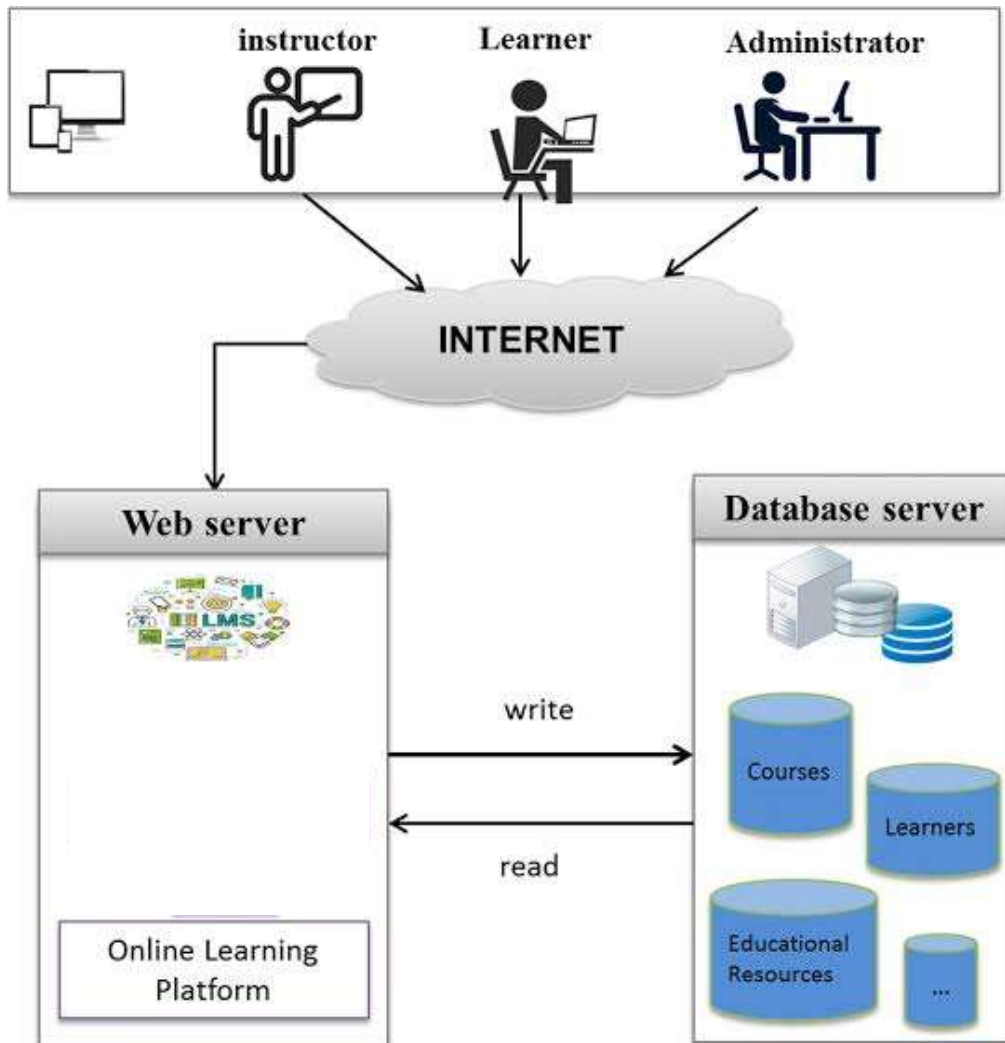 instructor
Learner
Administrator
INTERNET
Web server
Database server
LMS
write
Courses
Learners
read
Educational
Resources
...
Online Learning
Platform